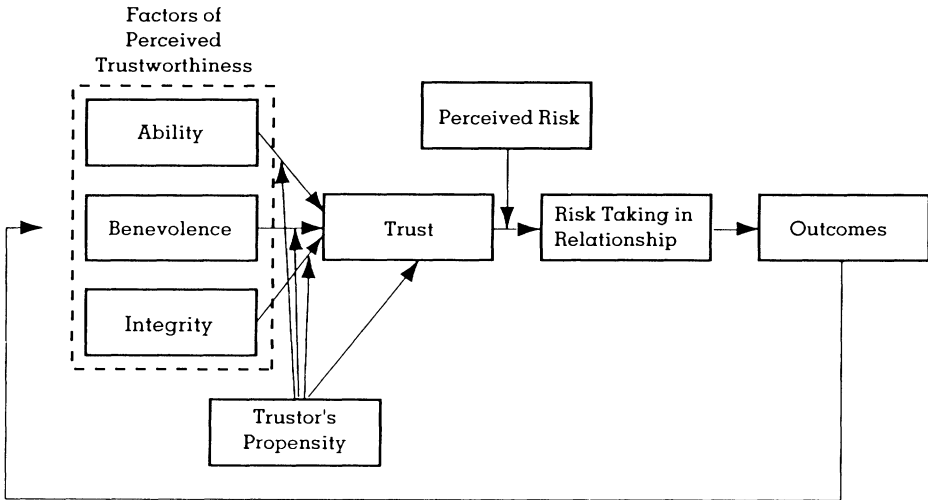 Factors of
Perceived
Trustworthiness
Ability
Benevolence
Integrity
Trustor's
Propensity
Trust
Perceived Risk
Risk Taking in
Relationship
Outcomes